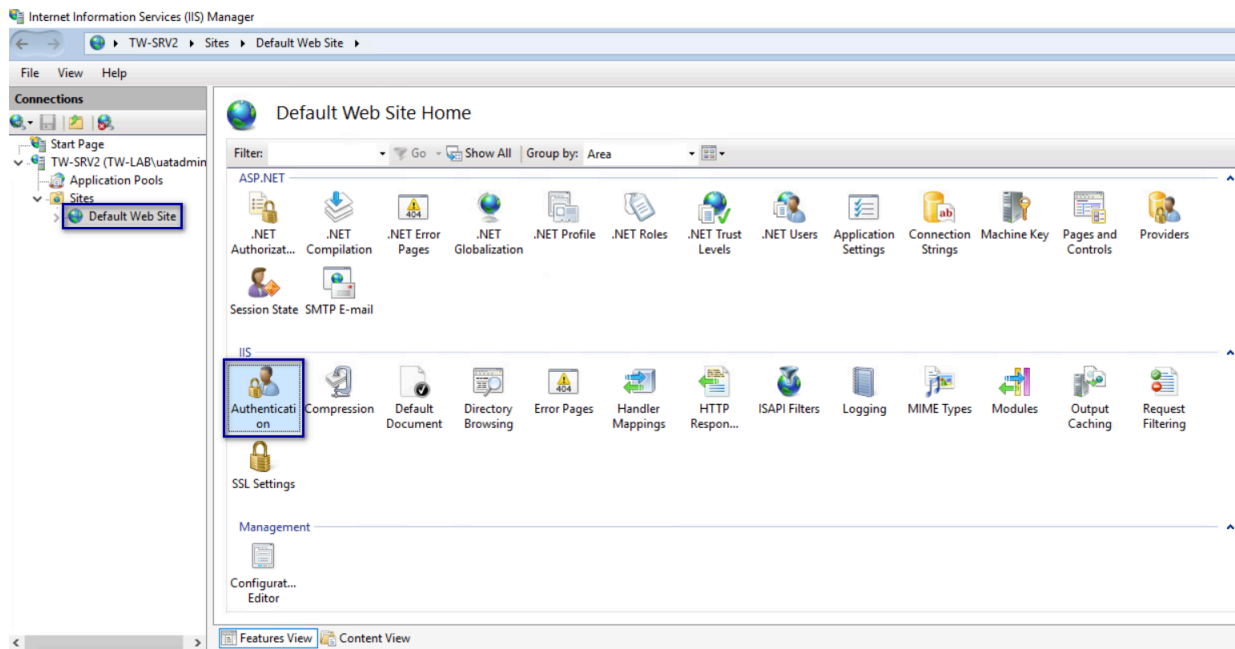 Internet Information Services (IIS) Manager
TW-SRV2 Sites Default Web Site
File View Help
Connections
Start Page
TW-SRV2 (TW-LAB\uatadmin
Application Pools
Sites
Default Web Site
Default Web Site Home
Filter: Go Show All Group by: Area
ASP.NET
.NET .NET .NET Error .NET .NET Profile .NET Roles .NET Trust .NET Users Application Connection Machine Key Pages and Providers
Authorizat... Compilation Pages Globalization Levels Settings Strings Controls
Session State SMTP E-mail
IIS
Authenticati Compression Default Directory Error Pages Handler HTTP ISAPI Filters Logging MIME Types Modules Output Request
on Document Browsing Mappings Respon... Caching Filtering
SSL Settings
Management
Configurat...
Editor
Features View Content View